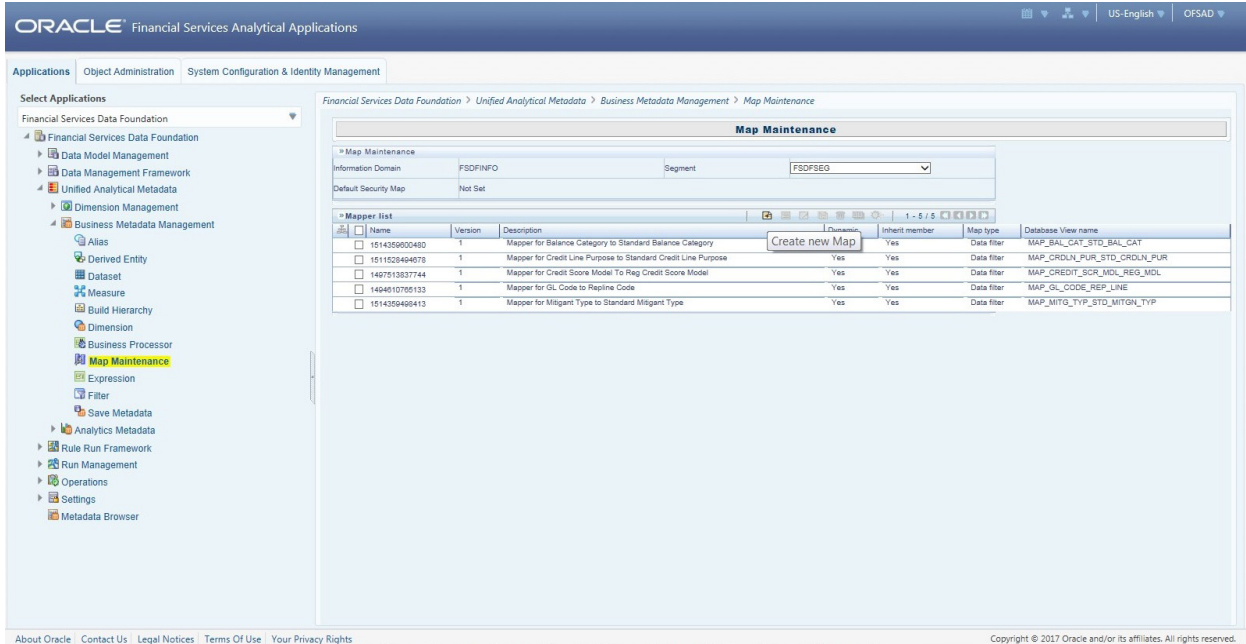 ORACLE Financial Services Analytical Applications
US-English OFSAD
Applications Object Administration System Configuration & Identity Management
Select Applications
Financial Services Data Foundation
Financial Services Data Foundation
Data Model Management
Data Management Framework
Unified Analytical Metadata
Dimension Management
Business Metadata Management
Alias
Derived Entity
Dataset
Measure
Build Hierarchy
Dimension
Business Processor
Map Maintenance
Expression
Filter
Save Metadata
Analytics Metadata
Rule Run Framework
Run Management
Operations
Settings
Metadata Browser
Financial Services Data Foundation > Unified Analytical Metadata > Business Metadata Management > Map Maintenance
Map Maintenance
» Map Maintenance
Information Domain FSDFINFO Segment FSDFSEG
Default Security Map Not Set
» Mapper list 1 - 5 / 5
Name Version Description Dynamic Inherit member Map type Database View name
Create new Map
1514359600480 1 Mapper for Balance Category to Standard Balance Category Yes Data filter MAP_BAL_CAT_STD_BAL_CAT
1511528494678 1 Mapper for Credit Line Purpose to Standard Credit Line Purpose Yes Yes Data filter MAP_CRDLN_PUR_STD_CRDLN_PUR
1497513837744 1 Mapper for Credit Score Model To Reg Credit Score Model Yes Yes Data filter MAP_CREDIT_SCR_MDL_REG_MDL
1494610765133 1 Mapper for GL Code to Repline Code Yes Yes Data filter MAP_GL_CODE_REP_LINE
1514359498413 1 Mapper for Mitigant Type to Standard Mitigant Type Yes Yes Data filter MAP_MITG_TYP_STD_MITGN_TYP
About Oracle Contact Us Legal Notices Terms Of Use Your Privacy Rights
Copyright © 2017 Oracle and/or its affiliates. All rights reserved.